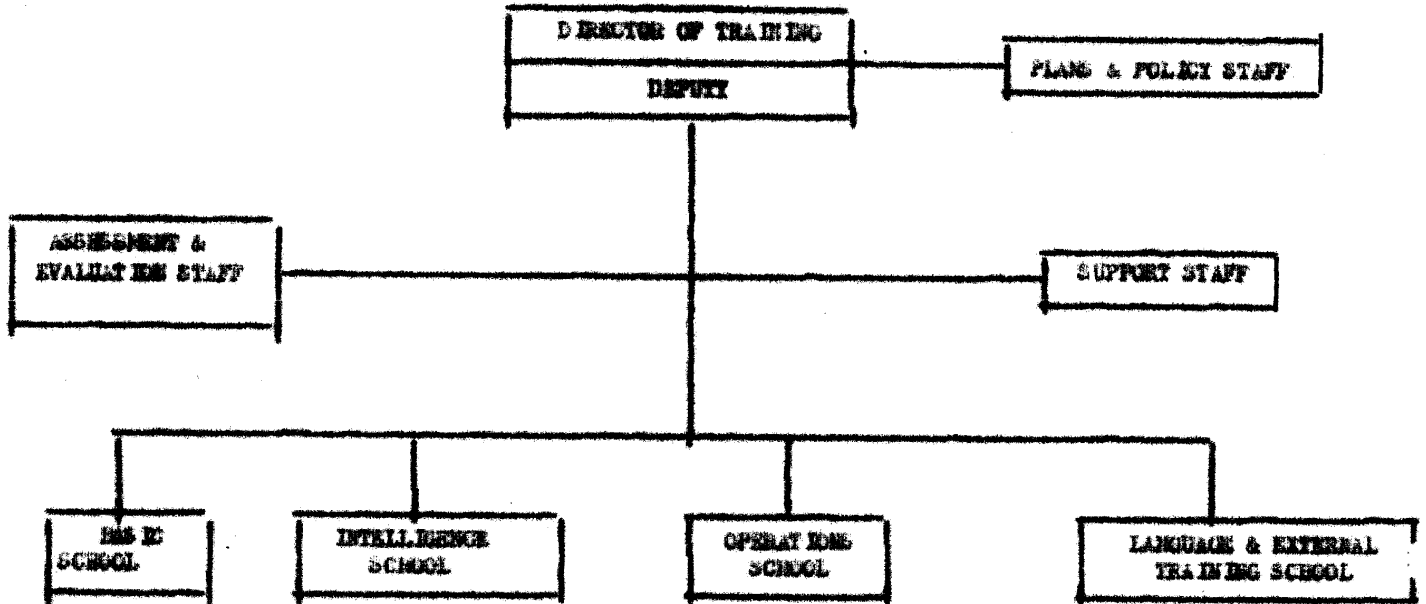 DIRECTOR OF TRAINING
DEPUTY
PLANS & POLICY STAFF
ASSESSMENT &
EVALUATION STAFF
SUPPORT STAFF
BASIC
SCHOOL
INTELLIGENCE
SCHOOL
OPERATIONS
SCHOOL
LANGUAGE & EXTERNAL
TRAINING SCHOOL